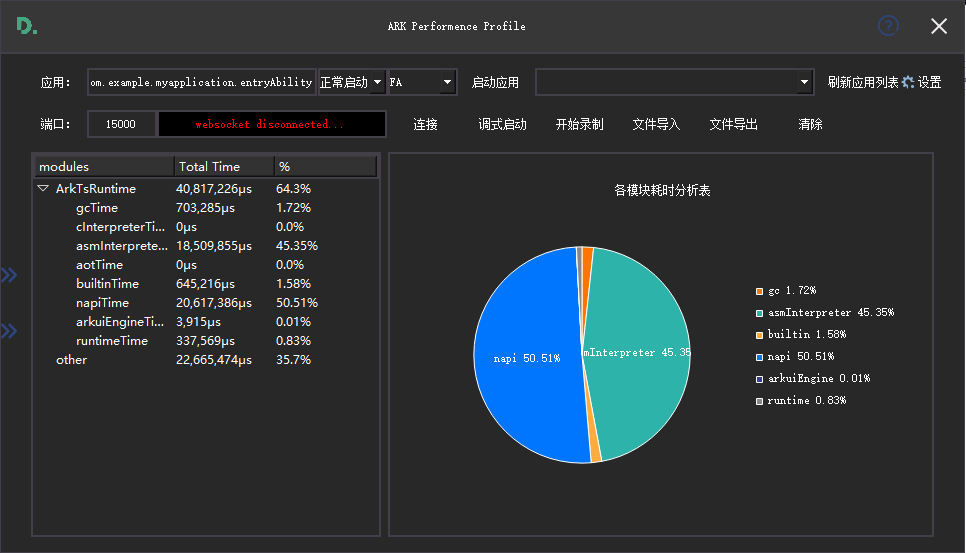 D.
ARK Performence Profile
应用: om.example.myapplication.entryAbility 正常启动 FA 启动应用 刷新应用列表 设置
端口: 15000 websocket disconnected... 连接 调式启动 开始录制 文件导入 文件导出 清除
modules Total Time %
ArkTsRuntime 40,817,226μs 64.3%
gcTime 703,285μs 1.72%
cInterpreterTi... 0μs 0.0%
asmInterprete... 18,509,855μs 45.35%
aotTime 0μs 0.0%
builtinTime 645,216μs 1.58%
napiTime 20,617,386μs 50.51%
arkuiEngineTi... 3,915μs 0.01%
runtimeTime 337,569μs 0.83%
other 22,665,474μs 35.7%
各模块耗时分析表
napi 50.51%
mInterpreter 45.35
gc 1.72%
asmInterpreter 45.35%
builtin 1.58%
napi 50.51%
arkuiEngine 0.01%
runtime 0.83%